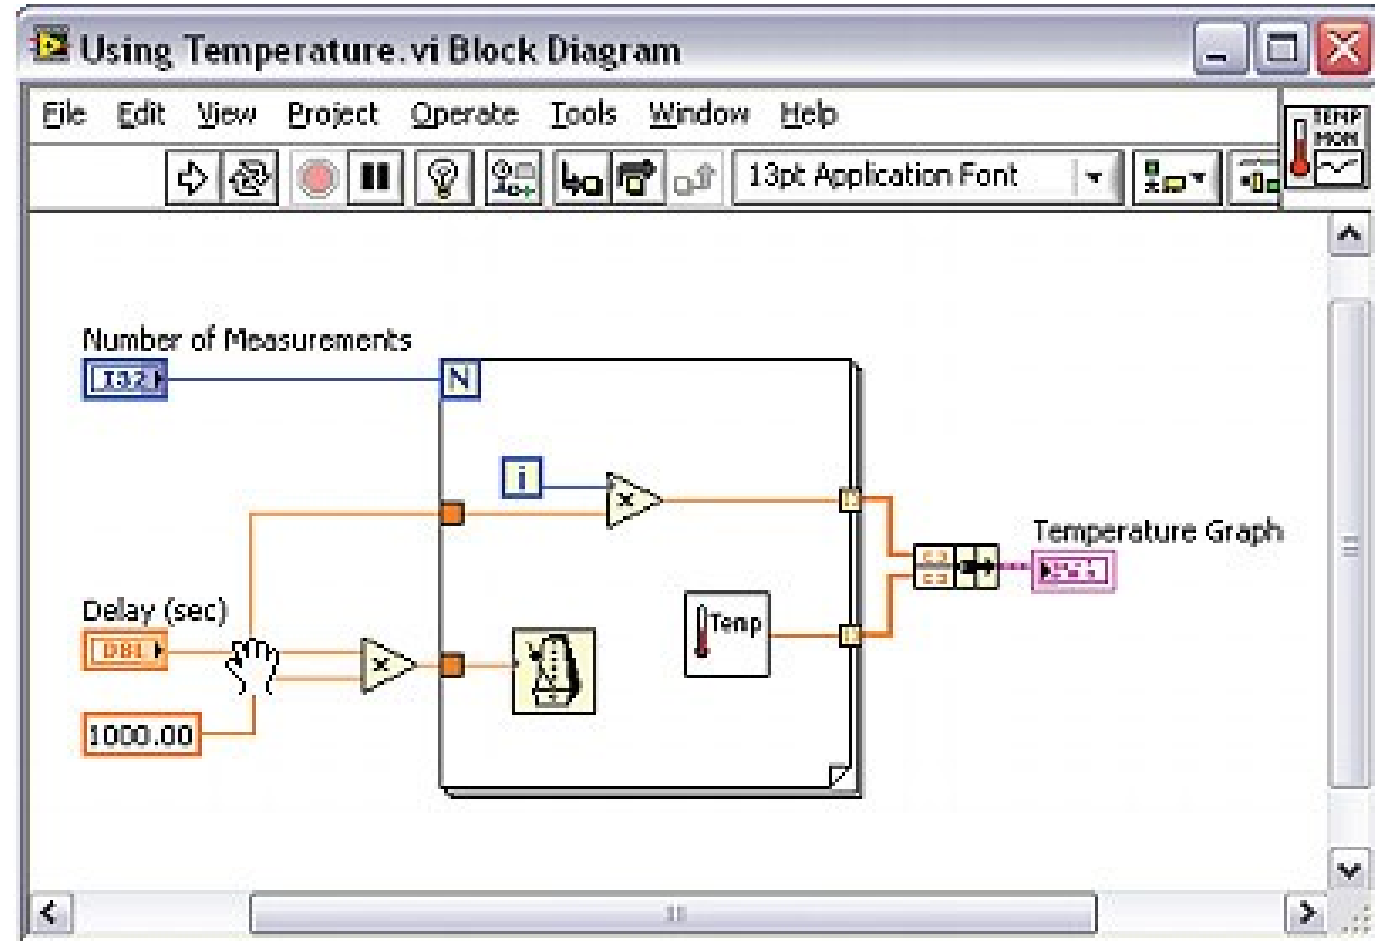 Using Temperature.vi Block Diagram
File Edit View Project Operate Tools Window Help
TEMP
MON
13pt Application Font
Number of Measurements
I32
N
i
×
Temperature Graph
Delay (sec)
DBL
×
Temp
1000.00